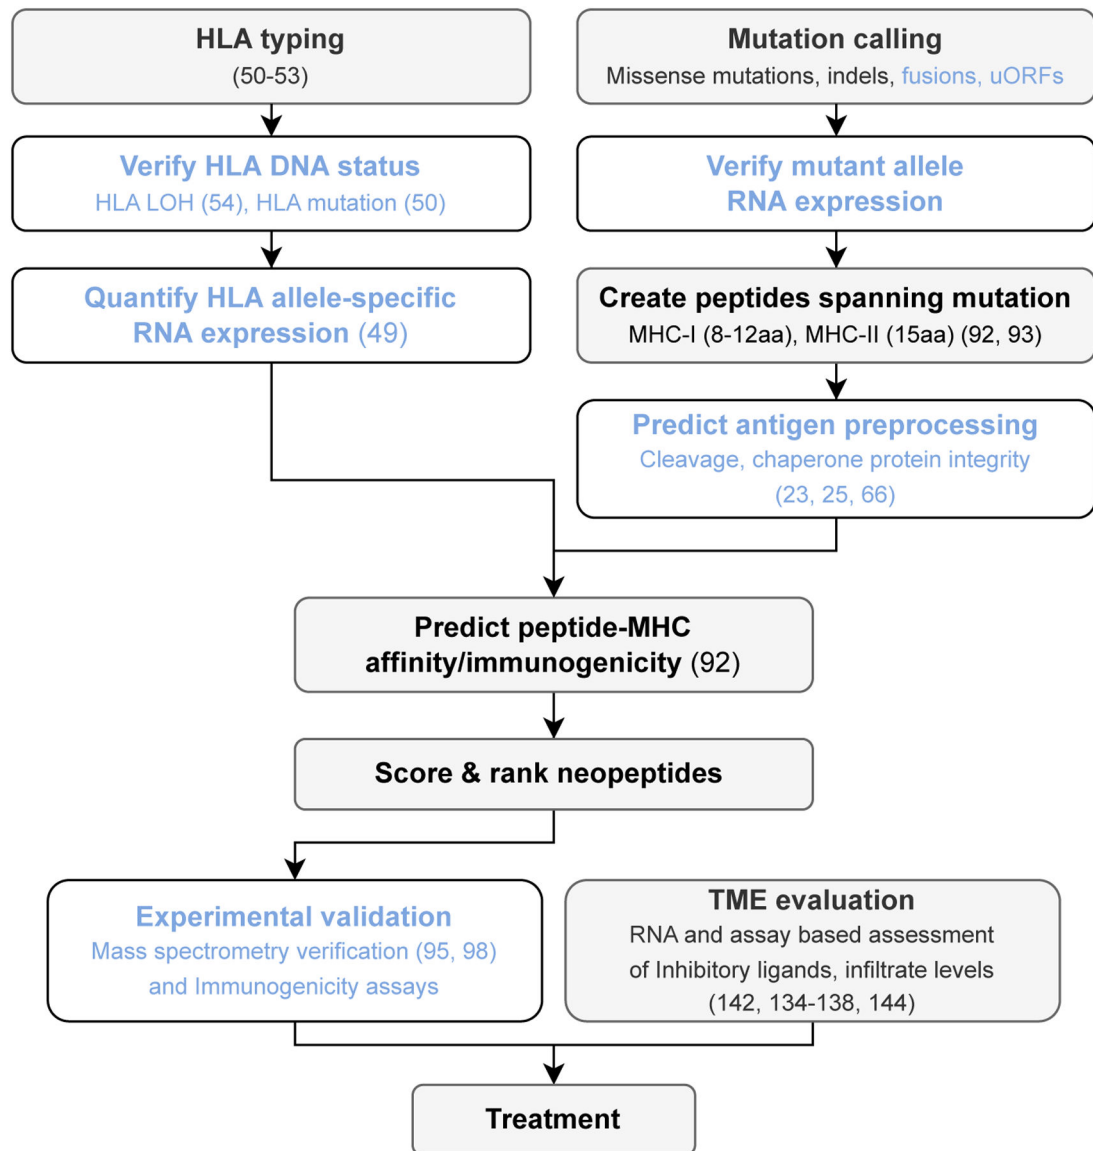 HLA typing
(50-53)
Mutation calling
Missense mutations, indels, fusions, uORFs
Verify HLA DNA status
HLA LOH (54), HLA mutation (50)
Verify mutant allele
RNA expression
Quantify HLA allele-specific
RNA expression (49)
Create peptides spanning mutation
MHC-I (8-12aa), MHC-II (15aa) (92, 93)
Predict antigen preprocessing
Cleavage, chaperone protein integrity
(23, 25, 66)
Predict peptide-MHC
affinity/immunogenicity (92)
Score & rank neopeptides
Experimental validation
Mass spectrometry verification (95, 98)
and Immunogenicity assays
TME evaluation
RNA and assay based assessment
of Inhibitory ligands, infiltrate levels
(142, 134-138, 144)
Treatment